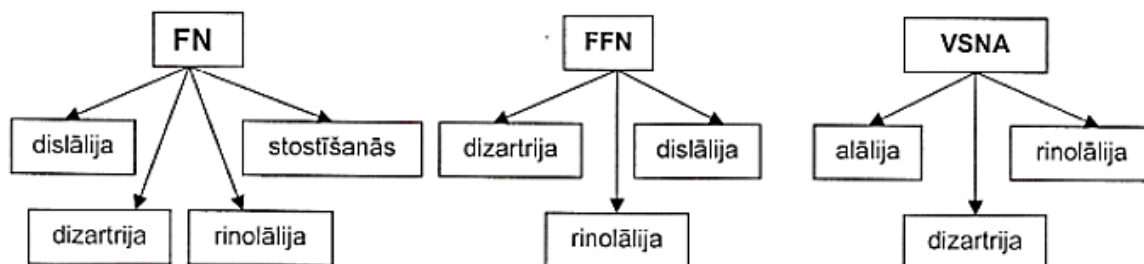 FN
dislālija
stostīšanās
dizartrija
rinolālija
FFN
dizartrija
dislālija
rinolālija
VSNA
alālija
rinolālija
dizartrija